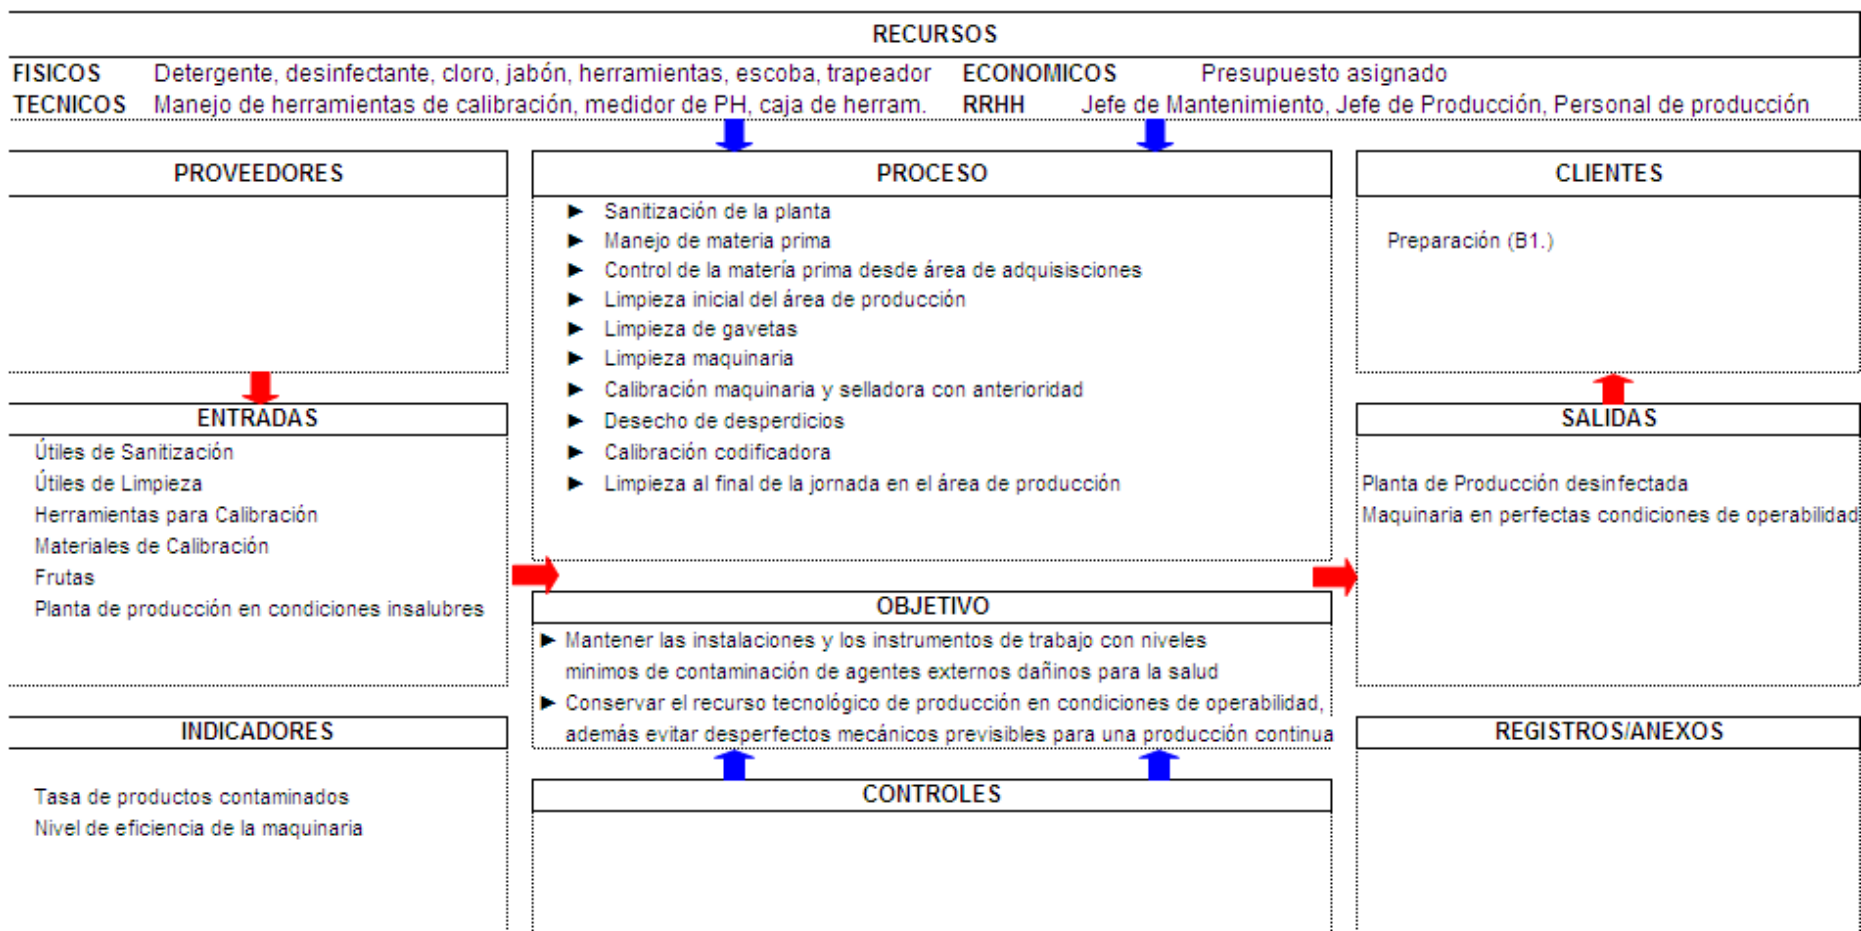 RECURSOS
FISICOS Detergente, desinfectante, cloro, jabón, herramientas, escoba, trapeador ECONOMICOS Presupuesto asignado
TECNICOS Manejo de herramientas de calibración, medidor de PH, caja de herram. RRHH Jefe de Mantenimiento, Jefe de Producción, Personal de producción
PROVEEDORES
PROCESO
► Sanitización de la planta
► Manejo de materia prima
► Control de la matería prima desde área de adquisisciones
► Limpieza inicial del área de producción
► Limpieza de gavetas
► Limpieza maquinaria
► Calibración maquinaria y selladora con anterioridad
► Desecho de desperdicios
► Calibración codificadora
► Limpieza al final de la jornada en el área de producción
CLIENTES
Preparación (B1.)
ENTRADAS
Útiles de Sanitización
Útiles de Limpieza
Herramientas para Calibración
Materiales de Calibración
Frutas
Planta de producción en condiciones insalubres
OBJETIVO
► Mantener las instalaciones y los instrumentos de trabajo con niveles
minimos de contaminación de agentes externos dañinos para la salud
► Conservar el recurso tecnológico de producción en condiciones de operabilidad,
además evitar desperfectos mecánicos previsibles para una producción continua
SALIDAS
Planta de Producción desinfectada
Maquinaria en perfectas condiciones de operabilidad
INDICADORES
Tasa de productos contaminados
Nivel de eficiencia de la maquinaria
CONTROLES
REGISTROS/ANEXOS